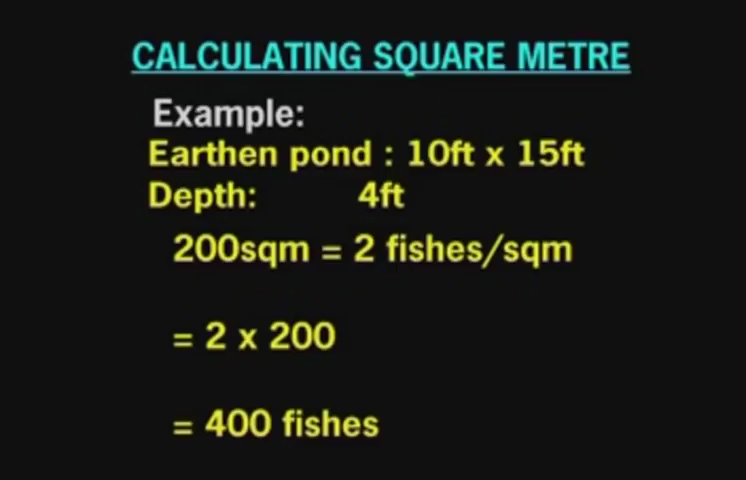 CALCULATING SQUARE METRE
Example:
Earthen pond : 10ft x 15ft
Depth: 4ft
200sqm = 2 fishes/sqm
= 2 x 200
= 400 fishes